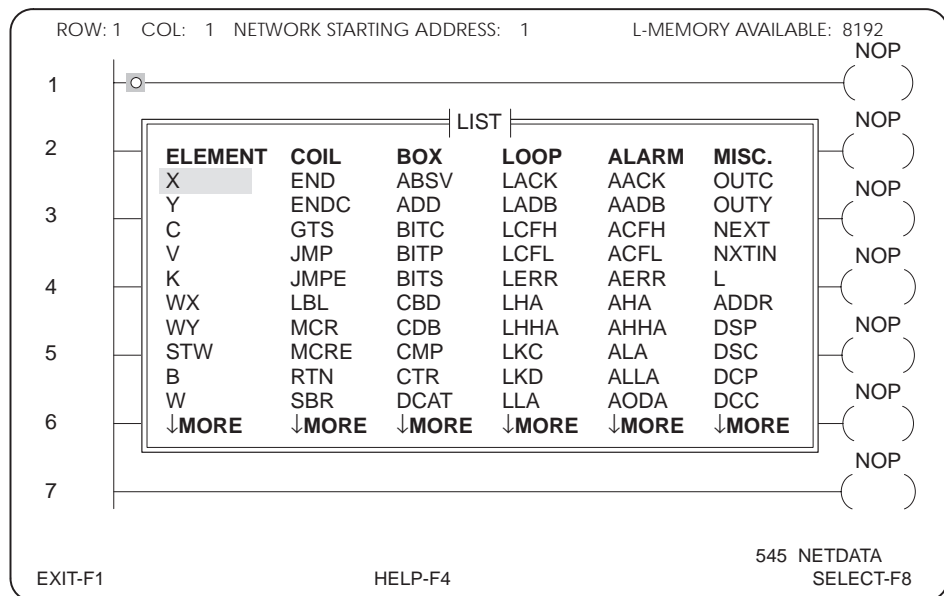 ROW: 1 COL: 1 NETWORK STARTING ADDRESS: 1 L-MEMORY AVAILABLE: 8192
NOP
1
LIST
NOP
2
ELEMENT COIL BOX LOOP ALARM MISC.
X END ABSV LACK AACK OUTC
NOP
Y ENDC ADD LADB AADB OUTY
3
C GTS BITC LCFH ACFH NEXT
V JMP BITP LCFL ACFL NXTIN
NOP
K JMPE BITS LERR AERR L
4
WX LBL CBD LHA AHA ADDR
WY MCR CDB LHHA AHHA DSP
NOP
STW MCRE CMP LKC ALA DSC
5
B RTN CTR LKD ALLA DCP
W SBR DCAT LLA AODA DCC
NOP
6
↓MORE ↓MORE ↓MORE ↓MORE ↓MORE ↓MORE
NOP
7
545 NETDATA
EXIT-F1 HELP-F4 SELECT-F8